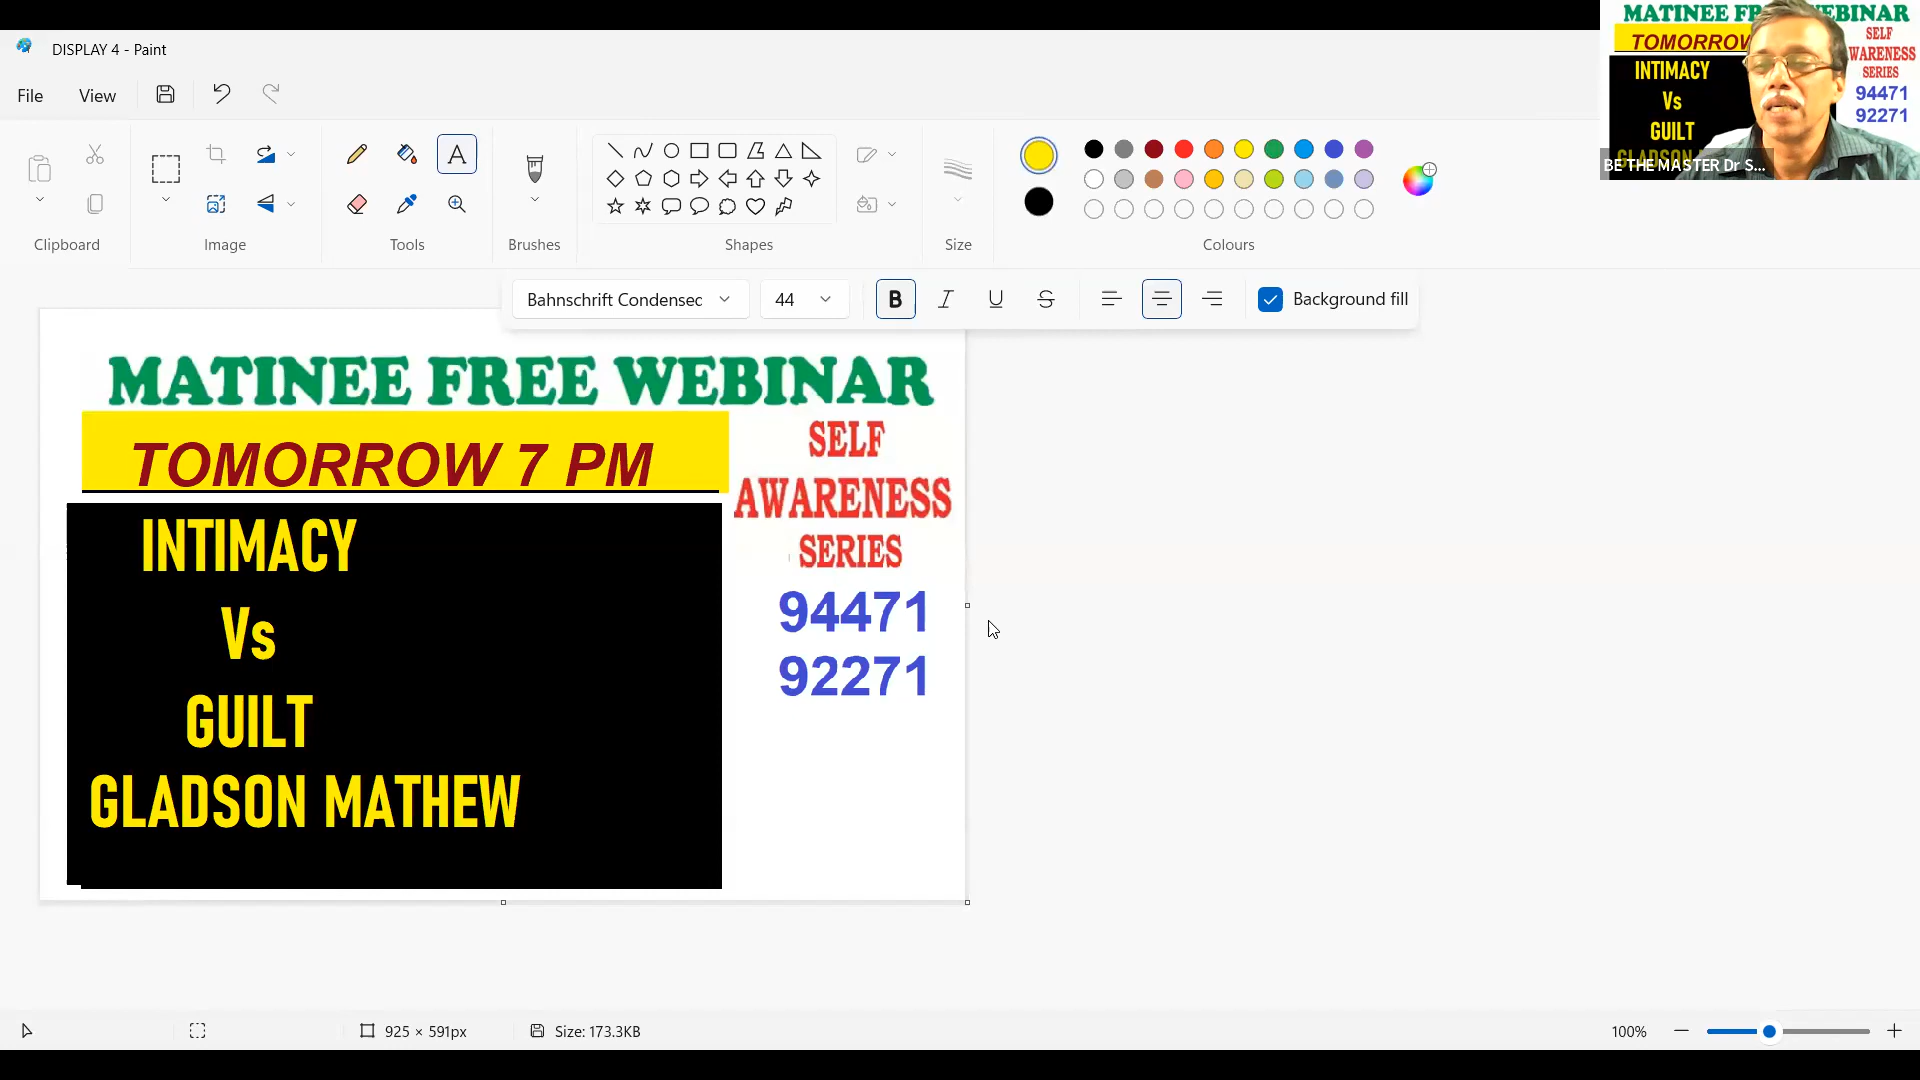 DISPLAY 4 - Paint
File View
Clipboard Image Tools Brushes Shapes Size Colours
Bahnschrift Condensec 44 B I U S Background fill
MATINEE FREE WEBINAR
TOMORROW 7 PM
SELF
AWARENESS
SERIES
94471
92271
INTIMACY
Vs
GUILT
GLADSON MATHEW
925 × 591px Size: 173.3KB 100%
MATINEE FR EBINAR
TOMORROW
SELF
WARENESS
SERIES
94471
92271
INTIMACY
Vs
GUILT
BE THE MASTER Dr S...